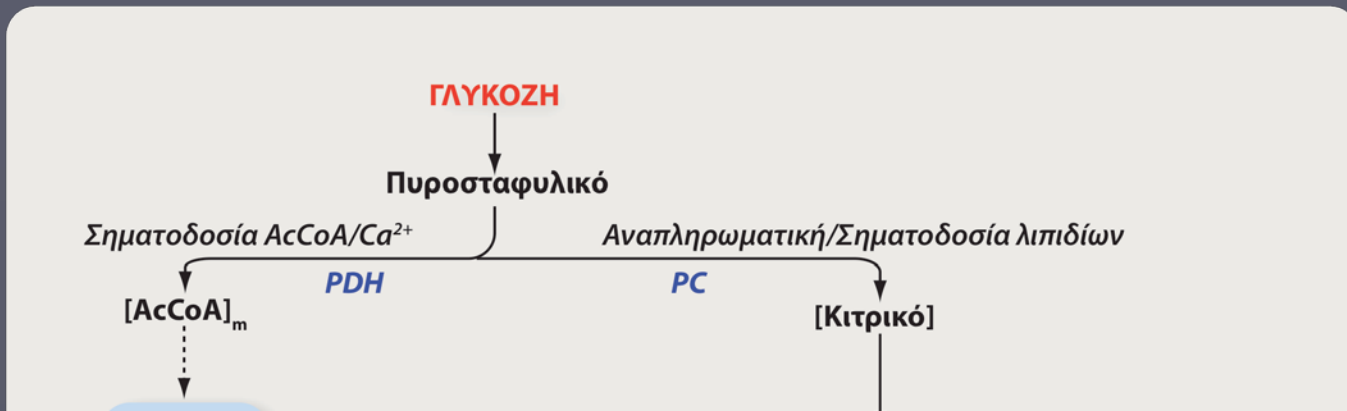 ΓΛΥΚΟΖΗ
Πυροσταφυλικό
Σηματοδοσία AcCoA/Ca²⁺
Αναπληρωματική/Σηματοδοσία λιπιδίων
PDH
PC
[AcCoA]m
[Κιτρικό]